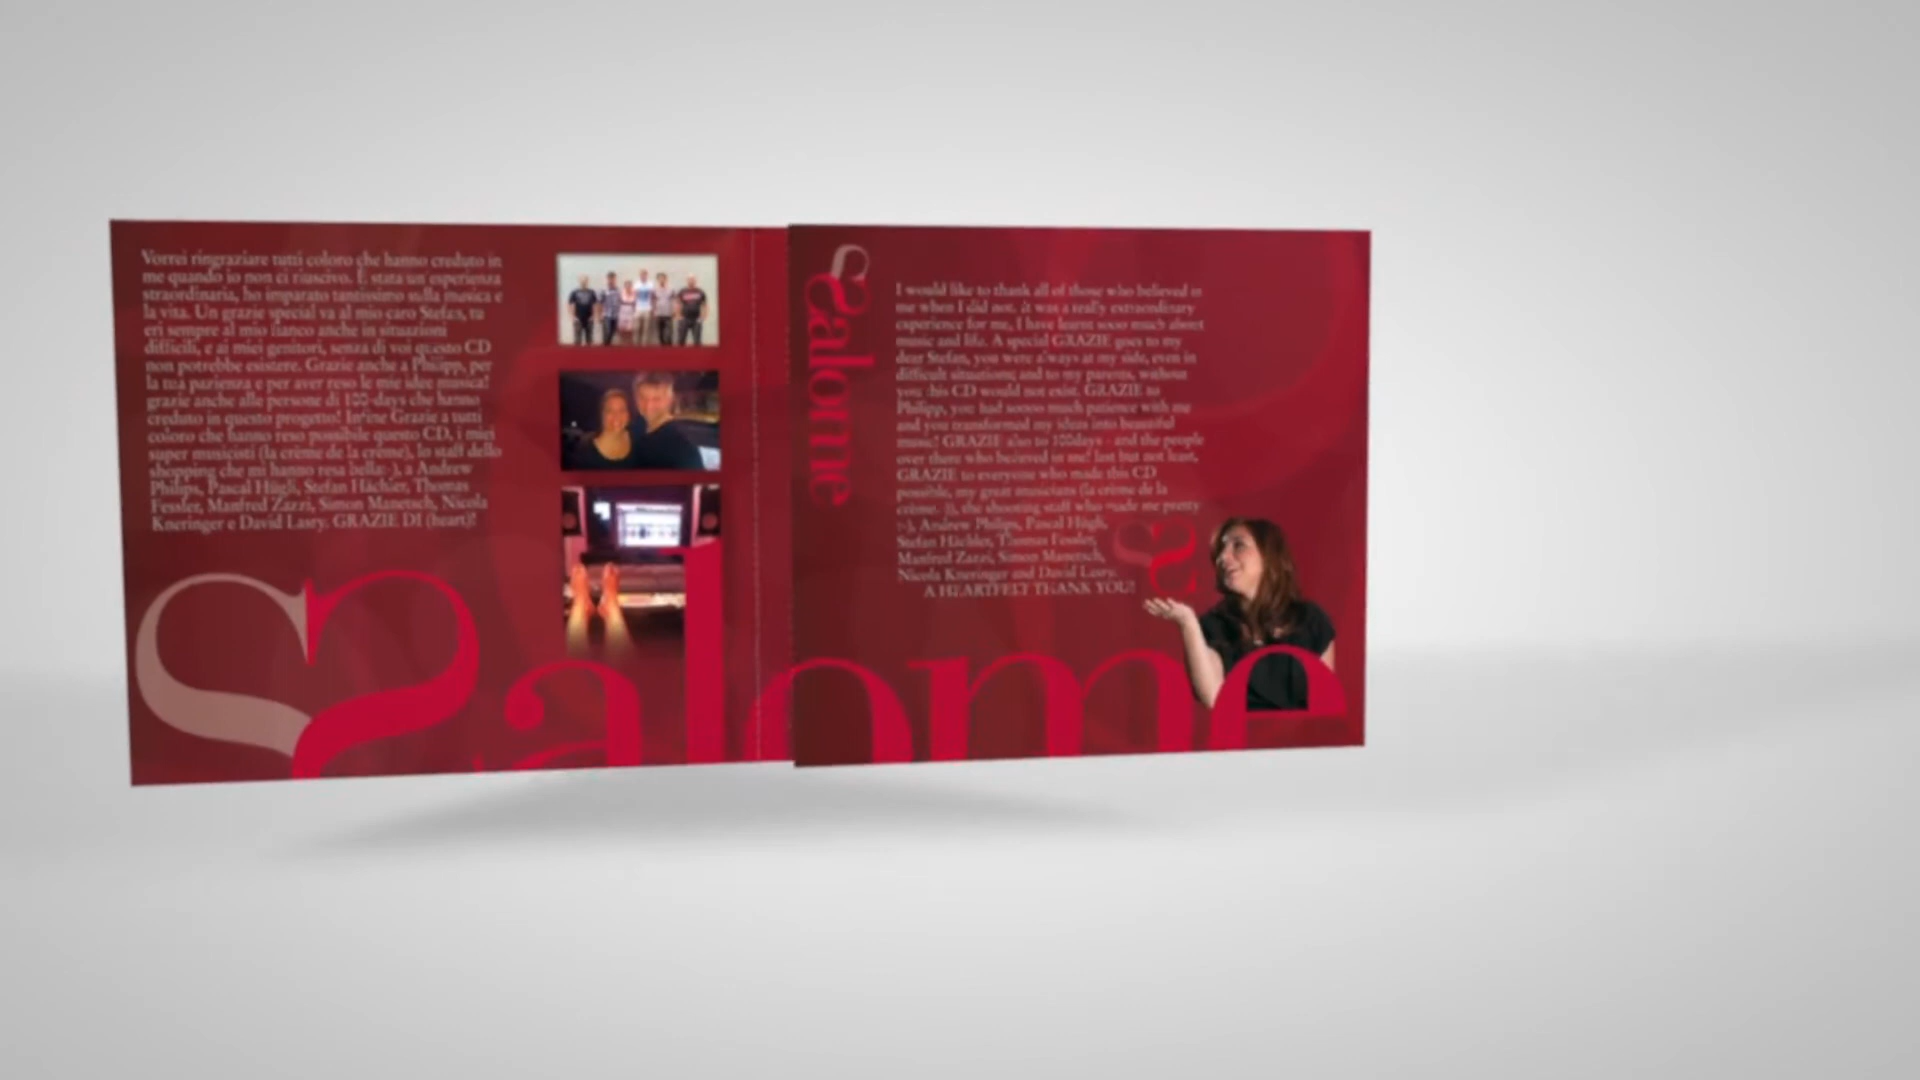 Vorrei ringraziare tutti coloro che hanno creduto in
me quando io non ci riuscivo. È stata un esperienza
straordinaria, ho imparato tantissimo sulla musica e
la vita. Un grazie special va al mio caro Stefan, tu
eri sempre al mio fianco anche in situazioni
difficili, e ai miei genitori, senza di voi questo CD
non potrebbe esistere. Grazie anche a Philipp, per
la tua pazienza e per aver reso le mie idee musica!
grazie anche alle persone di 100-days che hanno
creduto in questo progetto! Infine Grazie a tutti
coloro che hanno reso possibile questo CD, i miei
super musicisti (la crème de la crème), lo staff dello
shopping che mi hanno resa bella:-), a Andrew
Philips, Pascal Hügli, Stefan Hächler, Thomas
Fessler, Manfred Zazzi, Simon Manetsch, Nicola
Kneringer e David Lasry. GRAZIE DI (heart)!
Salome
Salome
I would like to thank all of those who believed in
me when I did not. it was a really extraordinary
experience for me, I have learnt sooo much about
music and life. A special GRAZIE goes to my
dear Stefan, you were always at my side, even in
difficult situations; and to my parents, without
you this CD would not exist. GRAZIE to
Philipp, you had soooo much patience with me
and you transformed my ideas into beautiful
music! GRAZIE also to 100days - and the people
over there who believed in me! last but not least,
GRAZIE to everyone who made this CD
possible, my great musicians (la crème de la
crème. :)), the shooting staff who made me pretty
:-), Andrew Philips, Pascal Hügli,
Stefan Hächler, Thomas Fessler,
Manfred Zazzi, Simon Manetsch,
Nicola Kneringer and David Lasry.
A HEARTFELT THANK YOU!